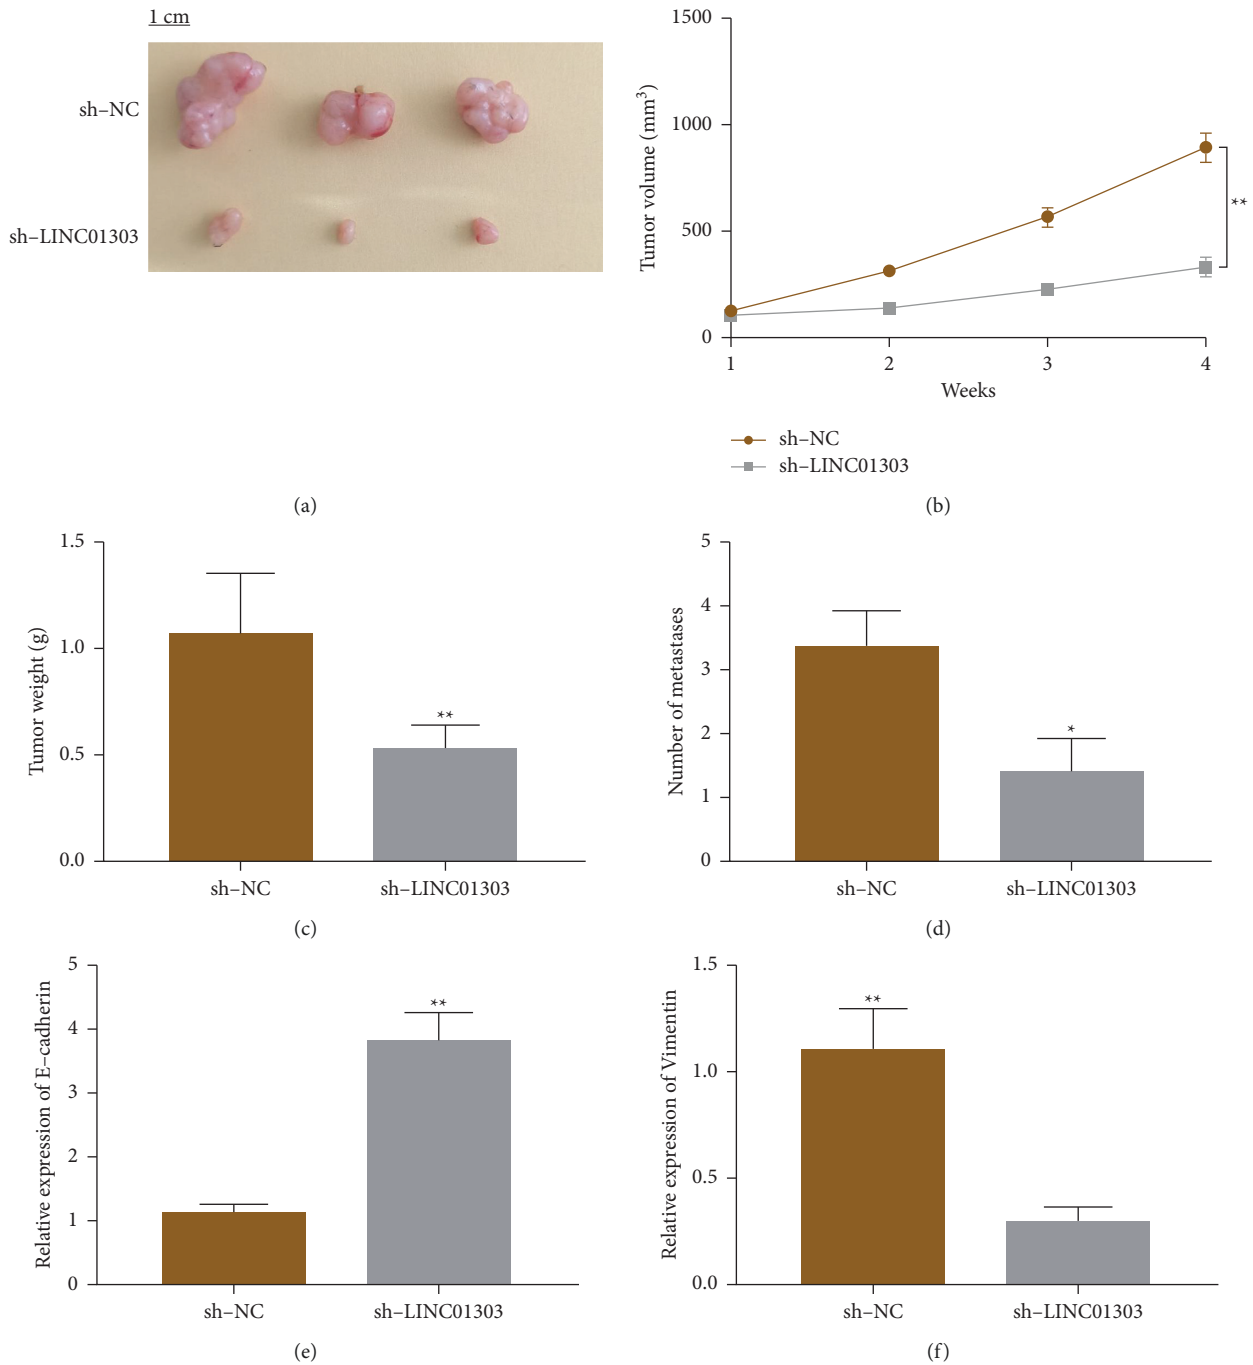 1 cm
sh–NC
sh–LINC01303
(a)
Tumor volume (mm³)
1500
1000
500
0
1 2 3 4
Weeks
**
sh–NC
sh–LINC01303
(b)
Tumor weight (g)
1.5
1.0
0.5
0.0
**
sh–NC sh–LINC01303
(c)
Number of metastases
5
4
3
2
1
0
*
sh–NC sh–LINC01303
(d)
Relative expression of E–cadherin
5
4
3
2
1
0
**
sh–NC sh–LINC01303
(e)
Relative expression of Vimentin
1.5
1.0
0.5
0.0
**
sh–NC sh–LINC01303
(f)